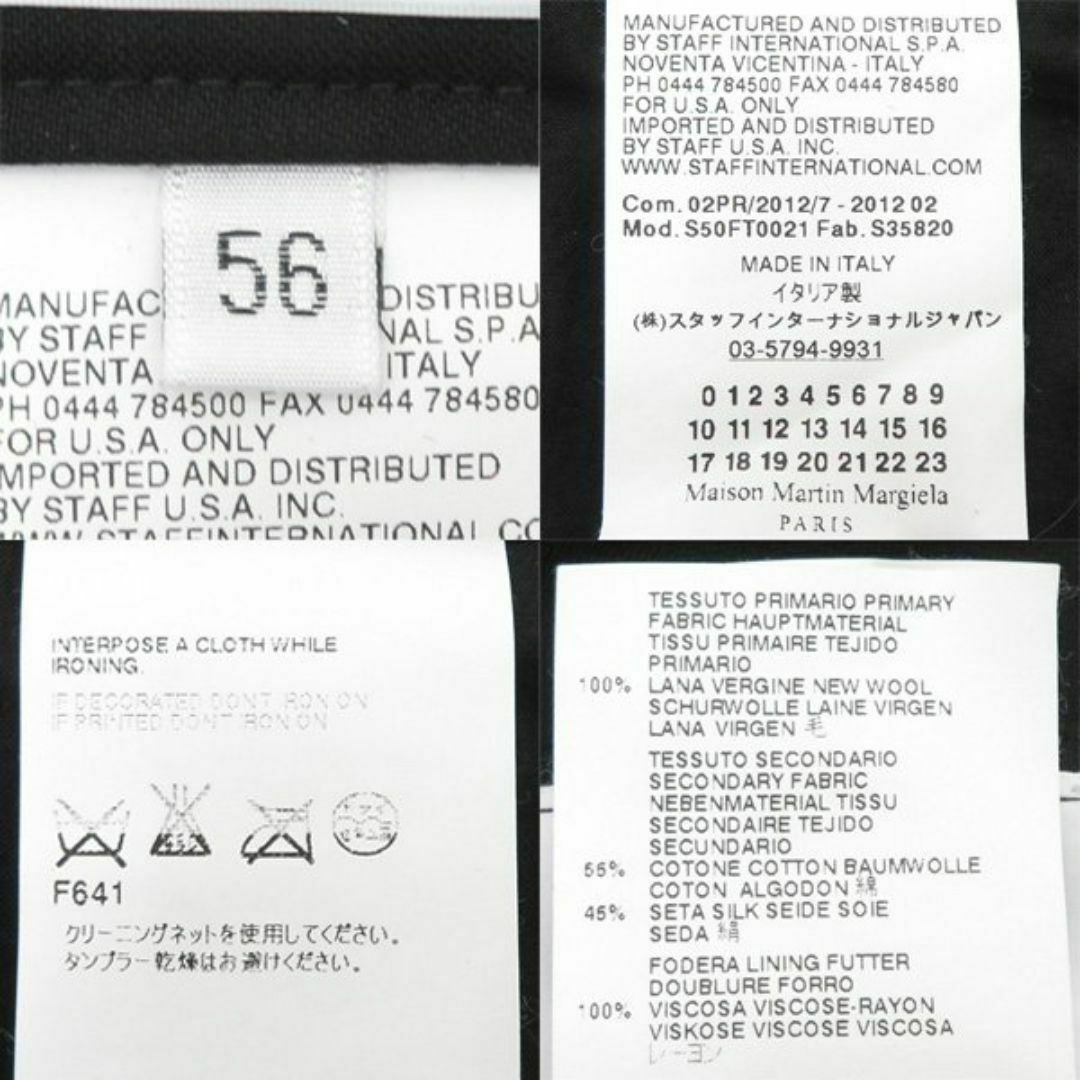 56
MANUFAC DISTRIBU
BY STAFF NAL S.P.A
NOVENTA ITALY
PH 0444 784500 FAX 0444 784580
FOR U.S.A. ONLY
IMPORTED AND DISTRIBUTED
BY STAFF U.S.A. INC.
WWW.STAFFINTERNATIONAL.CO
MANUFACTURED AND DISTRIBUTED
BY STAFF INTERNATIONAL S.P.A.
NOVENTA VICENTINA - ITALY
PH 0444 784500 FAX 0444 784580
FOR U.S.A. ONLY
IMPORTED AND DISTRIBUTED
BY STAFF U.S.A. INC.
WWW.STAFFINTERNATIONAL.COM
Com. 02PR/2012/7 - 2012 02
Mod. S50FT0021 Fab. S35820
MADE IN ITALY
イタリア製
(株)スタッフインターナショナルジャパン
03-5794-9931
0 1 2 3 4 5 6 7 8 9
10 11 12 13 14 15 16
17 18 19 20 21 22 23
Maison Martin Margiela
PARIS
INTERPOSE A CLOTH WHILE
IRONING.
IF DECORATED DON'T IRON ON
IF PRINTED DON'T IRON ON
F641
クリーニングネットを使用してください。
タンブラー乾燥はお避けください。
TESSUTO PRIMARIO PRIMARY
FABRIC HAUPTMATERIAL
TISSU PRIMAIRE TEJIDO
PRIMARIO
100% LANA VERGINE NEW WOOL
SCHURWOLLE LAINE VIRGEN
LANA VIRGEN 毛
TESSUTO SECONDARIO
SECONDARY FABRIC
NEBENMATERIAL TISSU
SECONDAIRE TEJIDO
SECUNDARIO
55% COTONE COTTON BAUMWOLLE
COTON ALGODON 綿
45% SETA SILK SEIDE SOIE
SEDA 絹
FODERA LINING FUTTER
DOUBLURE FORRO
100% VISCOSA VISCOSE-RAYON
VISKOSE VISCOSE VISCOSA
レーヨン